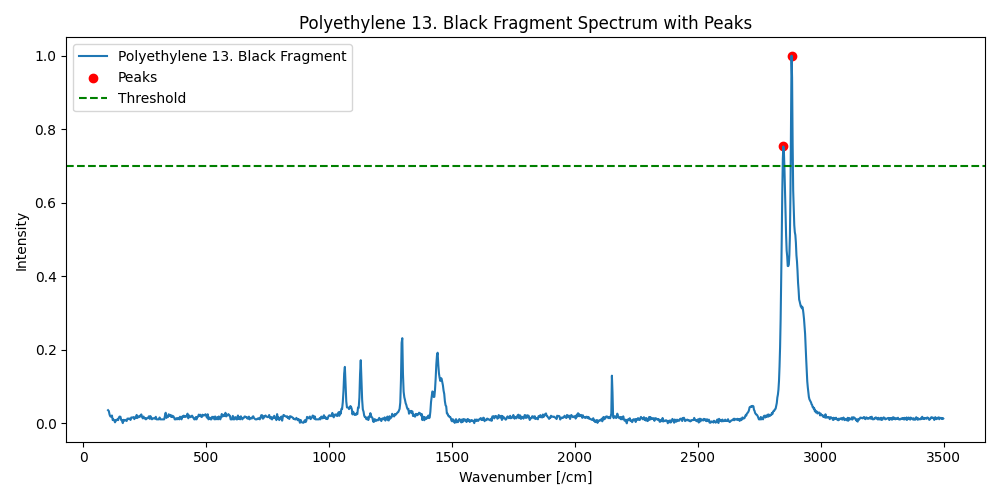 Polyethylene 13. Black Fragment Spectrum with Peaks
Polyethylene 13. Black Fragment
Peaks
Threshold
Intensity
1.0
0.8
0.6
0.4
0.2
0.0
0 500 1000 1500 2000 2500 3000 3500
Wavenumber [/cm]